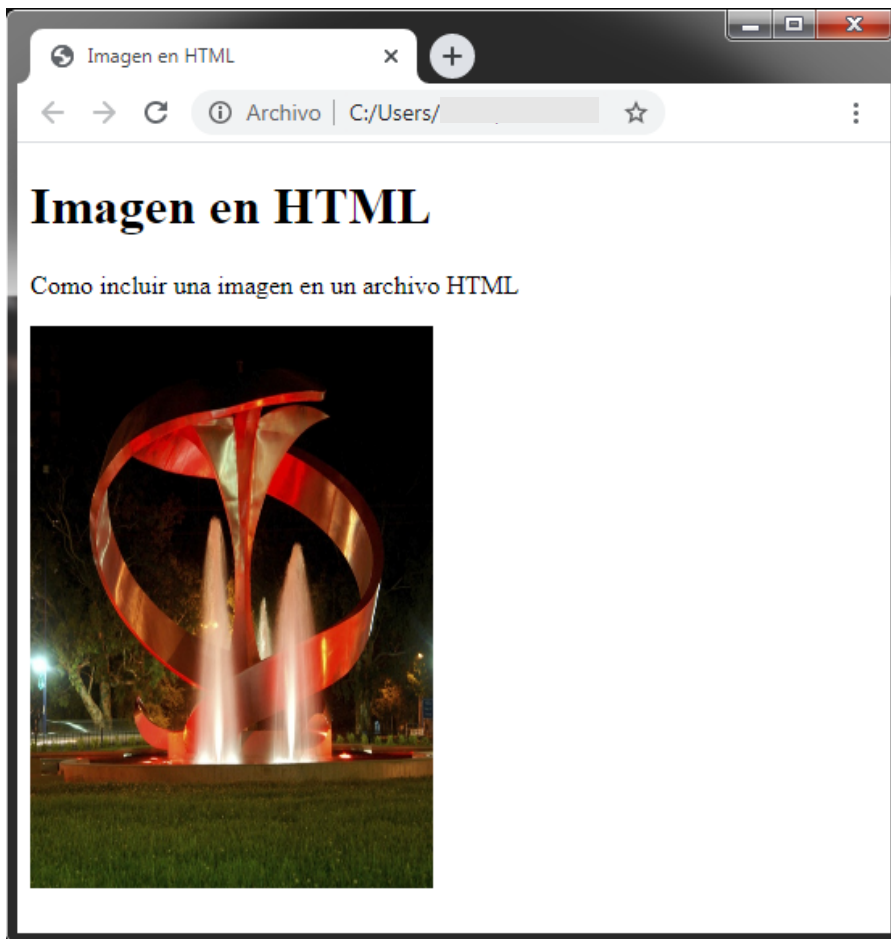 Imagen en HTML
Archivo | C:/Users/
Imagen en HTML
Como incluir una imagen en un archivo HTML